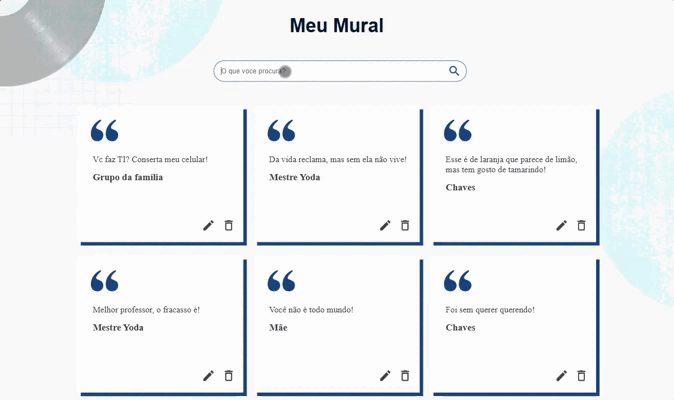 Meu Mural
O que voce procura?
Vc faz TI? Conserta meu celular!
Grupo da família
Da vida reclama, mas sem ela não vive!
Mestre Yoda
Esse é de laranja que parece de limão,
mas tem gosto de tamarindo!
Chaves
Melhor professor, o fracasso é!
Mestre Yoda
Você não é todo mundo!
Mãe
Foi sem querer querendo!
Chaves